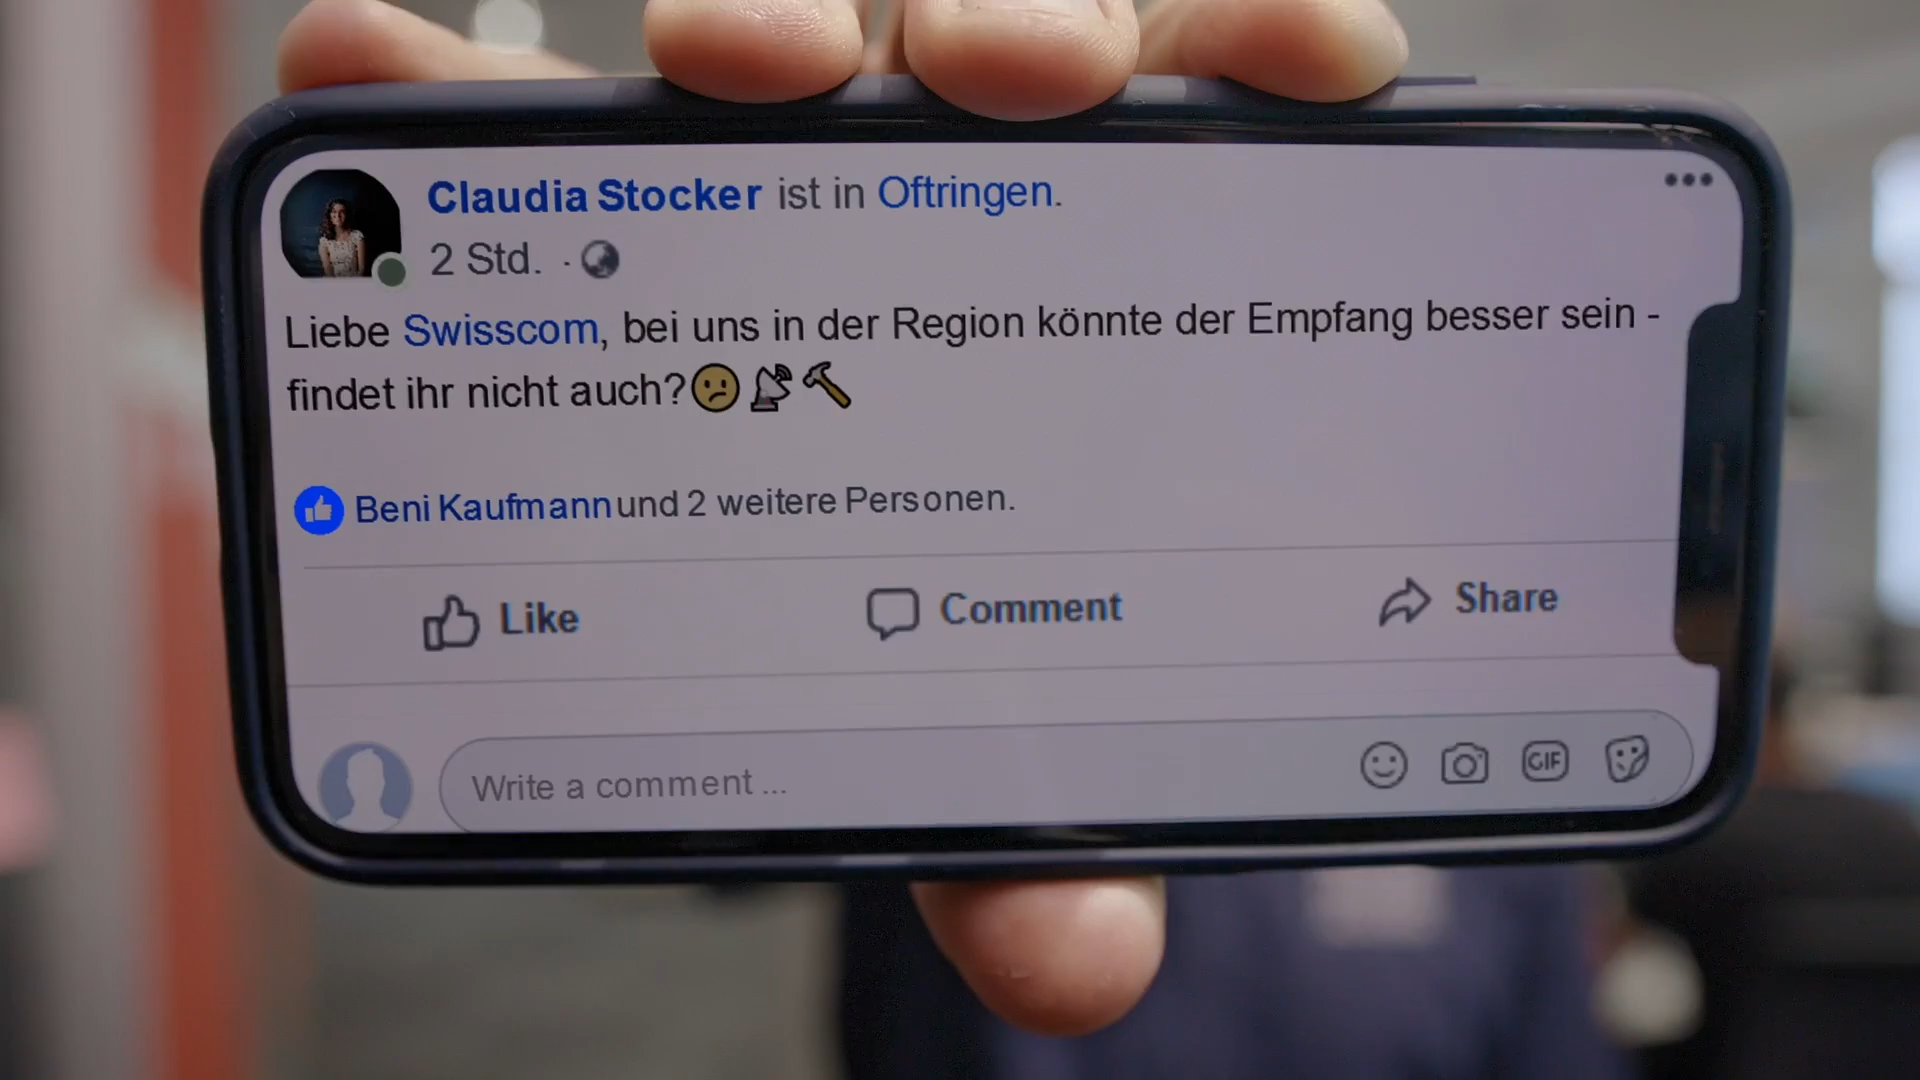 Claudia Stocker ist in Oftringen.
2 Std. ·
Liebe Swisscom, bei uns in der Region könnte der Empfang besser sein -
findet ihr nicht auch?😕📡🔨
Beni Kaufmann und 2 weitere Personen.
Like Comment Share
Write a comment ... GIF